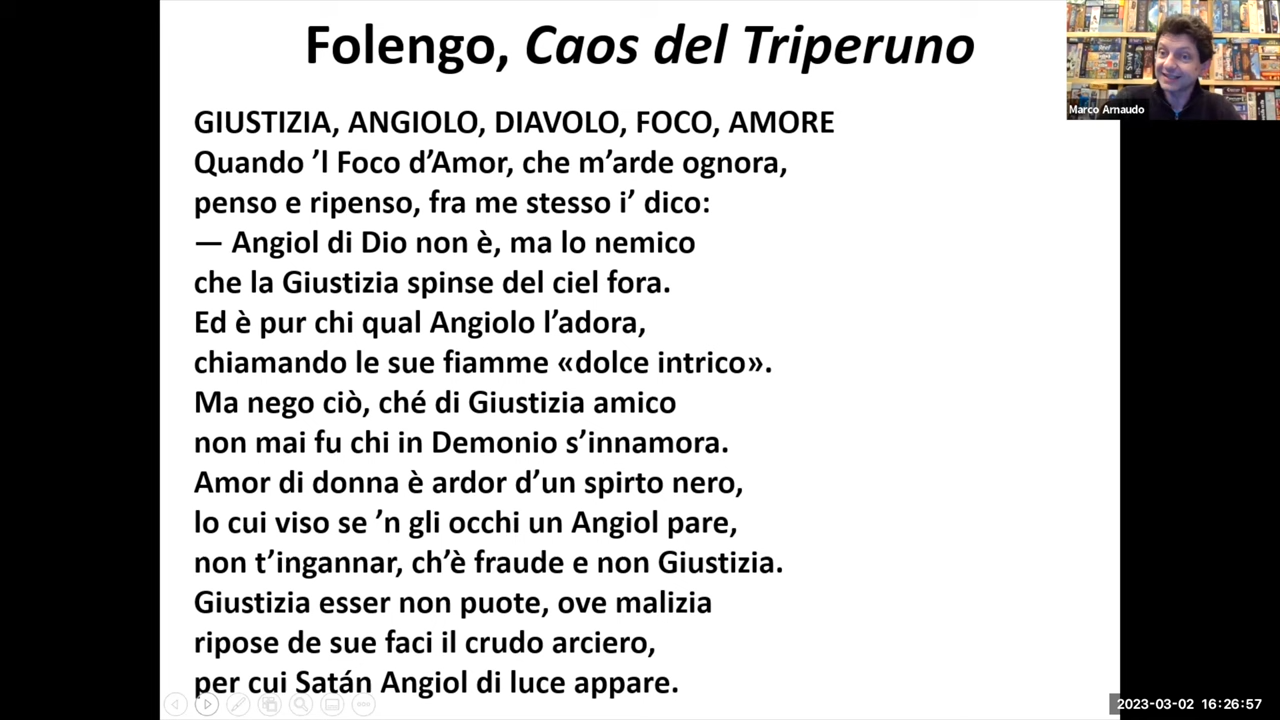 Folengo, Caos del Triperuno
Marco Arnaudo
GIUSTIZIA, ANGIOLO, DIAVOLO, FOCO, AMORE
Quando ’l Foco d’Amor, che m’arde ognora,
penso e ripenso, fra me stesso i’ dico:
— Angiol di Dio non è, ma lo nemico
che la Giustizia spinse del ciel fora.
Ed è pur chi qual Angiolo l’adora,
chiamando le sue fiamme «dolce intrico».
Ma nego ciò, ché di Giustizia amico
non mai fu chi in Demonio s’innamora.
Amor di donna è ardor d’un spirto nero,
lo cui viso se ’n gli occhi un Angiol pare,
non t’ingannar, ch’è fraude e non Giustizia.
Giustizia esser non puote, ove malizia
ripose de sue faci il crudo arciero,
per cui Satán Angiol di luce appare.
2023-03-02 16:26:57